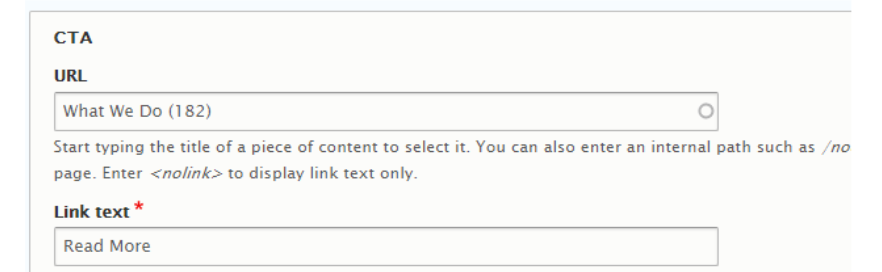 CTA
URL
What We Do (182)
Start typing the title of a piece of content to select it. You can also enter an internal path such as /no
page. Enter <nolink> to display link text only.
Link text *
Read More